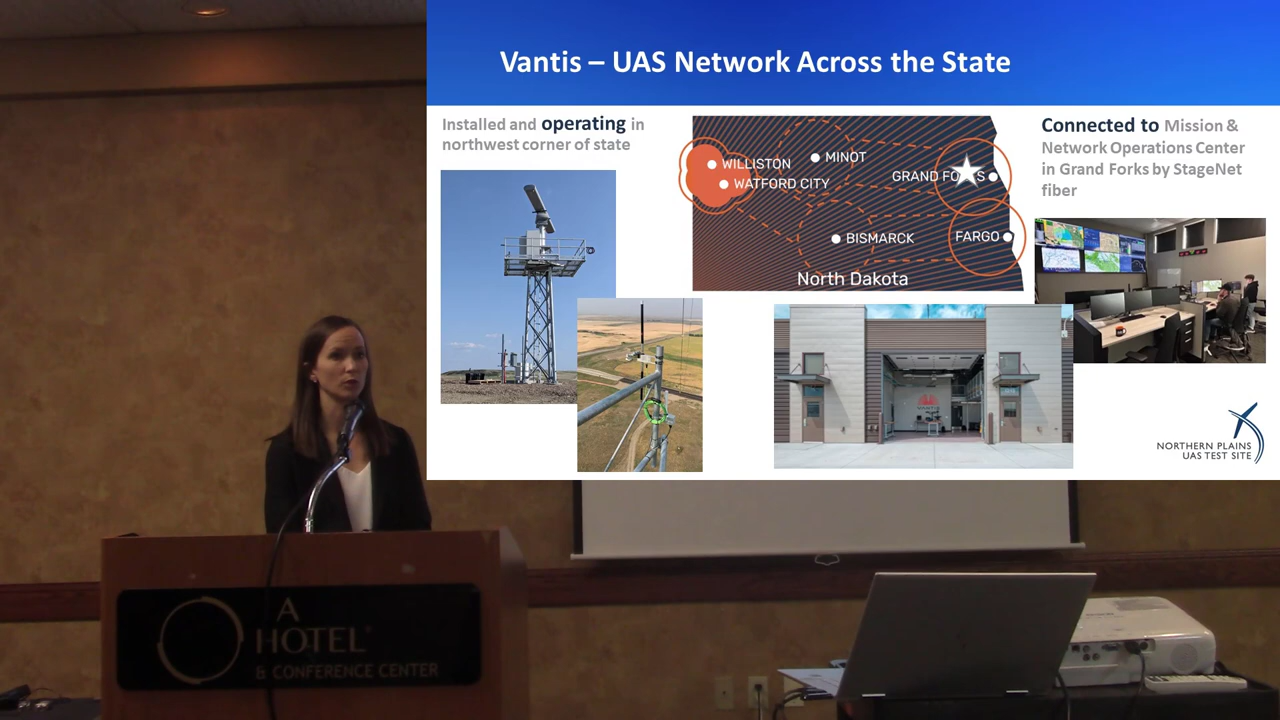 Vantis – UAS Network Across the State
Installed and operating in
northwest corner of state
WILLISTON
MINOT
WATFORD CITY
GRAND FORKS
BISMARCK
FARGO
North Dakota
Connected to Mission &
Network Operations Center
in Grand Forks by StageNet
fiber
VANTIS
NORTHERN PLAINS
UAS TEST SITE
A
HOTEL®
& CONFERENCE CENTER